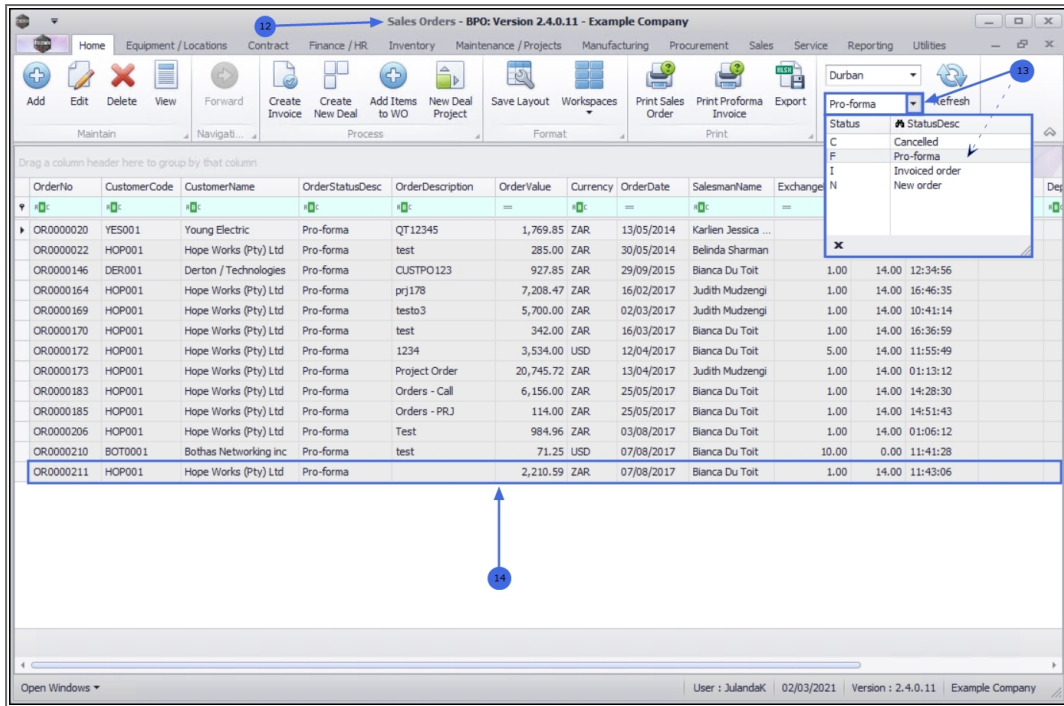 12
Sales Orders - BPO: Version 2.4.0.11 - Example Company
Home Equipment / Locations Contract Finance / HR Inventory Maintenance / Projects Manufacturing Procurement Sales Service Reporting Utilities
Add Edit Delete View Forward Create Invoice Create New Deal Add Items to WO New Deal Project Save Layout Workspaces Print Sales Order Print Proforma Invoice Export Durban Refresh
Pro-forma
13
Maintain Navigati... Process Format Print
Status StatusDesc
C Cancelled
F Pro-forma
I Invoiced order
N New order
Drag a column header here to group by that column
OrderNo CustomerCode CustomerName OrderStatusDesc OrderDescription OrderValue Currency OrderDate SalesmanName Exchange Dep
OR0000020 YES001 Young Electric Pro-forma QT12345 1,769.85 ZAR 13/05/2014 Karlien Jessica ...
OR0000022 HOP001 Hope Works (Pty) Ltd Pro-forma test 285.00 ZAR 30/05/2014 Belinda Sharman
OR0000146 DER001 Derton / Technologies Pro-forma CUSTPO123 927.85 ZAR 29/09/2015 Bianca Du Toit 1.00 14.00 12:34:56
OR0000164 HOP001 Hope Works (Pty) Ltd Pro-forma prj178 7,208.47 ZAR 16/02/2017 Judith Mudzengi 1.00 14.00 16:46:35
OR0000169 HOP001 Hope Works (Pty) Ltd Pro-forma testo3 5,700.00 ZAR 02/03/2017 Judith Mudzengi 1.00 14.00 10:41:14
OR0000170 HOP001 Hope Works (Pty) Ltd Pro-forma test 342.00 ZAR 16/03/2017 Bianca Du Toit 1.00 14.00 16:36:59
OR0000172 HOP001 Hope Works (Pty) Ltd Pro-forma 1234 3,534.00 USD 12/04/2017 Bianca Du Toit 5.00 14.00 11:55:49
OR0000173 HOP001 Hope Works (Pty) Ltd Pro-forma Project Order 20,745.72 ZAR 13/04/2017 Judith Mudzengi 1.00 14.00 01:13:12
OR0000183 HOP001 Hope Works (Pty) Ltd Pro-forma Orders - Call 6,156.00 ZAR 25/05/2017 Bianca Du Toit 1.00 14.00 14:28:30
OR0000185 HOP001 Hope Works (Pty) Ltd Pro-forma Orders - PRJ 114.00 ZAR 25/05/2017 Bianca Du Toit 1.00 14.00 14:51:43
OR0000206 HOP001 Hope Works (Pty) Ltd Pro-forma Test 984.96 ZAR 03/08/2017 Bianca Du Toit 1.00 14.00 01:06:12
OR0000210 BOT0001 Bothas Networking inc Pro-forma test 71.25 USD 07/08/2017 Bianca Du Toit 10.00 0.00 11:41:28
OR0000211 HOP001 Hope Works (Pty) Ltd Pro-forma 2,210.59 ZAR 07/08/2017 Bianca Du Toit 1.00 14.00 11:43:06
14
Open Windows User : JulandaK 02/03/2021 Version : 2.4.0.11 Example Company